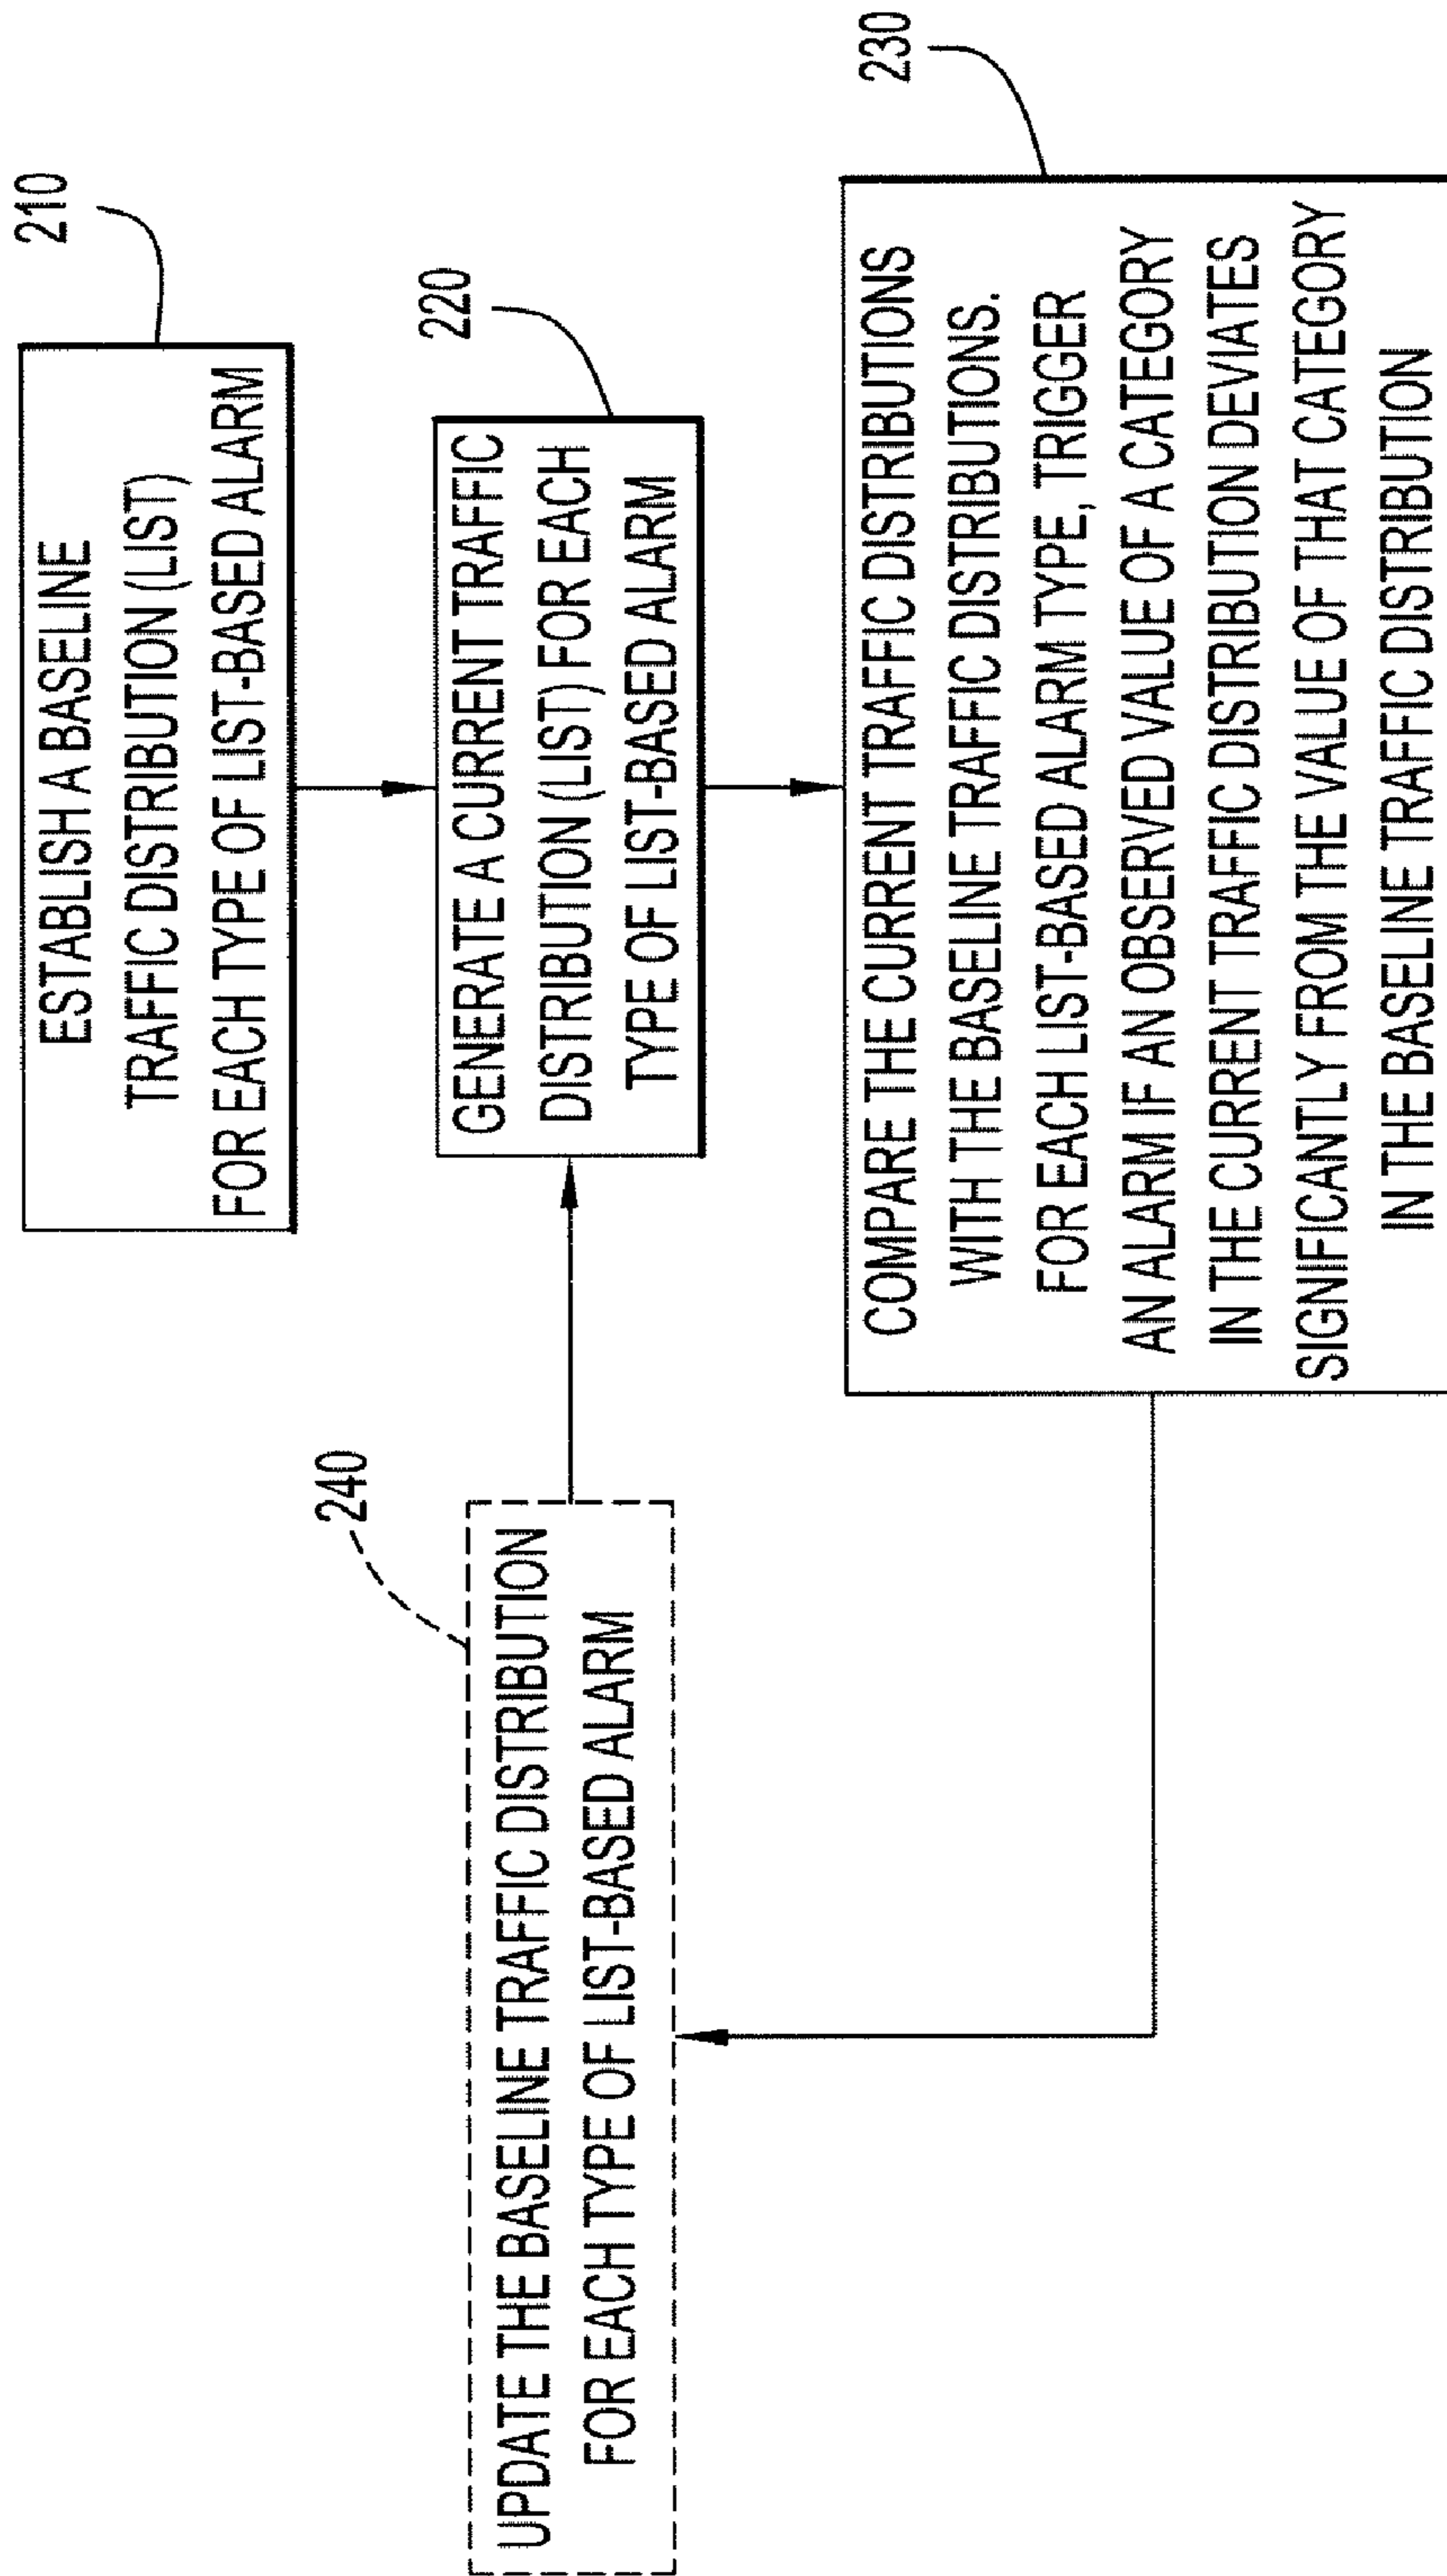 210
ESTABLISH A BASELINE
TRAFFIC DISTRIBUTION (LIST)
FOR EACH TYPE OF LIST-BASED ALARM
220
GENERATE A CURRENT TRAFFIC
DISTRIBUTION (LIST) FOR EACH
TYPE OF LIST-BASED ALARM
230
COMPARE THE CURRENT TRAFFIC DISTRIBUTIONS
WITH THE BASELINE TRAFFIC DISTRIBUTIONS.
FOR EACH LIST-BASED ALARM TYPE, TRIGGER
AN ALARM IF AN OBSERVED VALUE OF A CATEGORY
IN THE CURRENT TRAFFIC DISTRIBUTION DEVIATES
SIGNIFICANTLY FROM THE VALUE OF THAT CATEGORY
IN THE BASELINE TRAFFIC DISTRIBUTION
240
UPDATE THE BASELINE TRAFFIC DISTRIBUTION
FOR EACH TYPE OF LIST-BASED ALARM